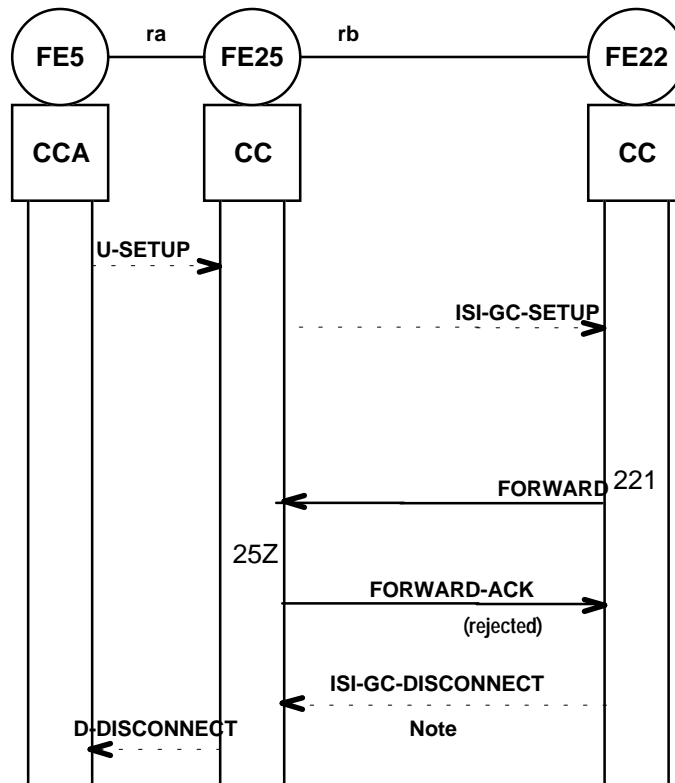 ra rb
FE5 FE25 FE22
CCA CC CC
U-SETUP
ISI-GC-SETUP
FORWARD 221
25Z
FORWARD-ACK
(rejected)
ISI-GC-DISCONNECT
D-DISCONNECT Note